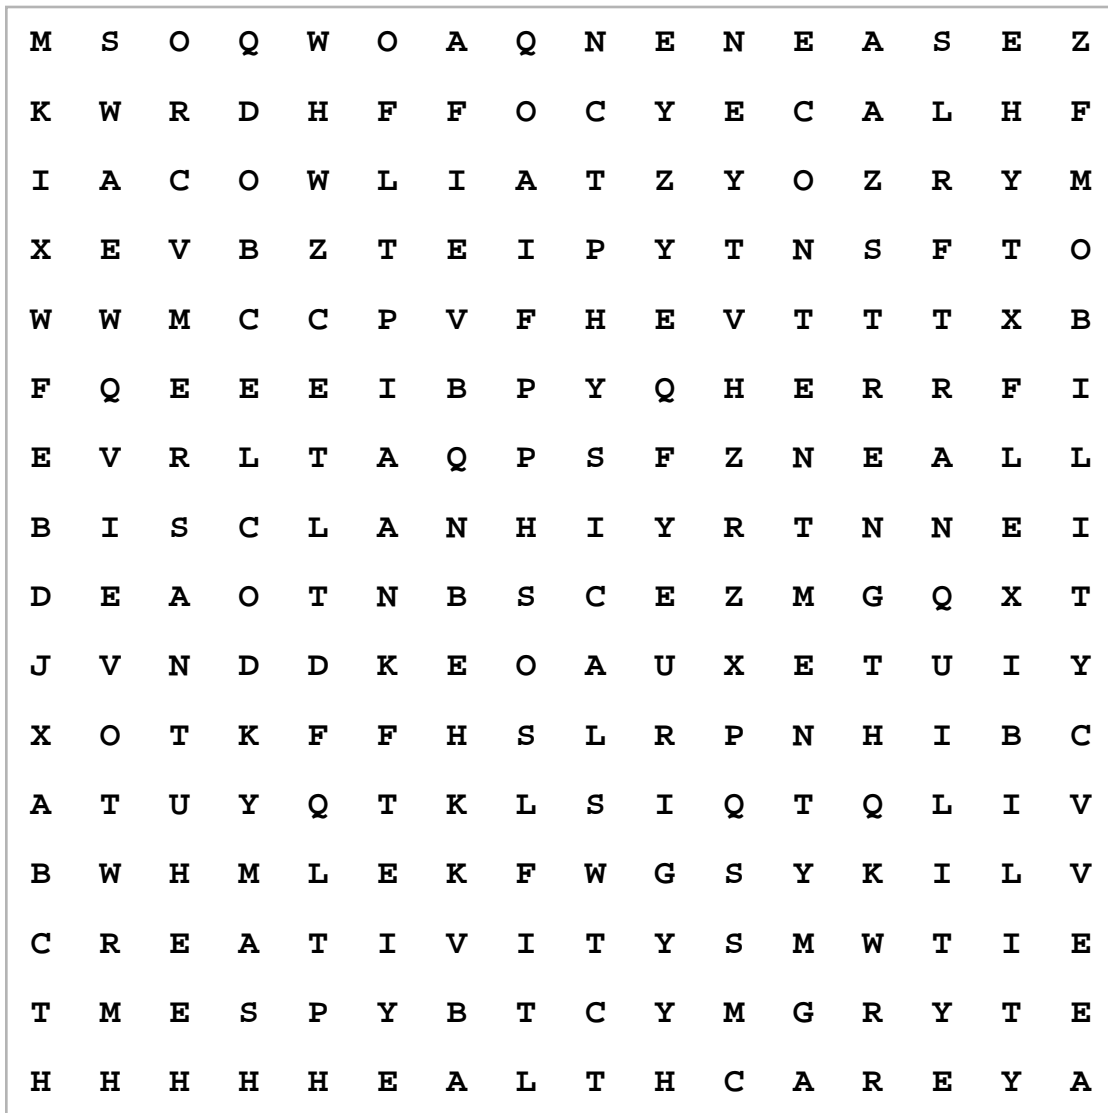 M S O Q W O A Q N E N E A S E Z
K W R D H F F O C Y E C A L H F
I A C O W L I A T Z Y O Z R Y M
X E V B Z T E I P Y T N S F T O
W W M C C P V F H E V T T T X B
F Q E E E I B P Y Q H E R R F I
E V R L T A Q P S F Z N E A L L
B I S C L A N H I Y R T N N E I
D E A O T N B S C E Z M G Q X T
J V N D D K E O A U X E T U I Y
X O T K F F H S L R P N H I B C
A T U Y Q T K L S I Q T Q L I V
B W H M L E K F W G S Y K I L V
C R E A T I V I T Y S M W T I E
T M E S P Y B T C Y M G R Y T E
H H H H H E A L T H C A R E Y A